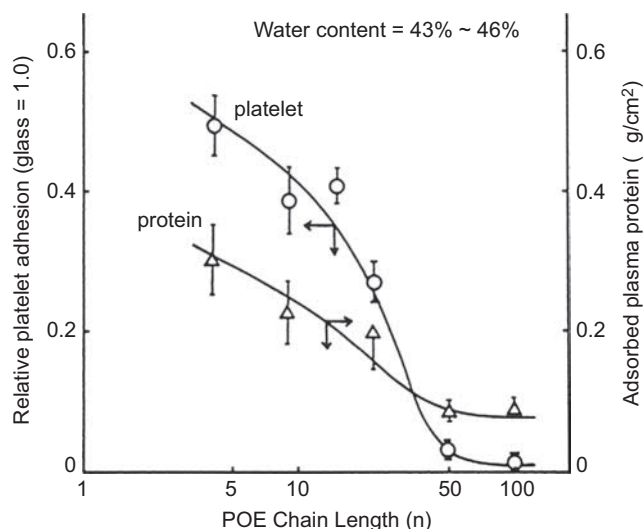 Water content = 43% ~ 46%
0.6
0.4
0.2
0
Relative platelet adhesion (glass = 1.0)
platelet
protein
0.6
0.4
0.2
0
Adsorbed plasma protein ( g/cm²)
1
5
10
50
100
POE Chain Length (n)